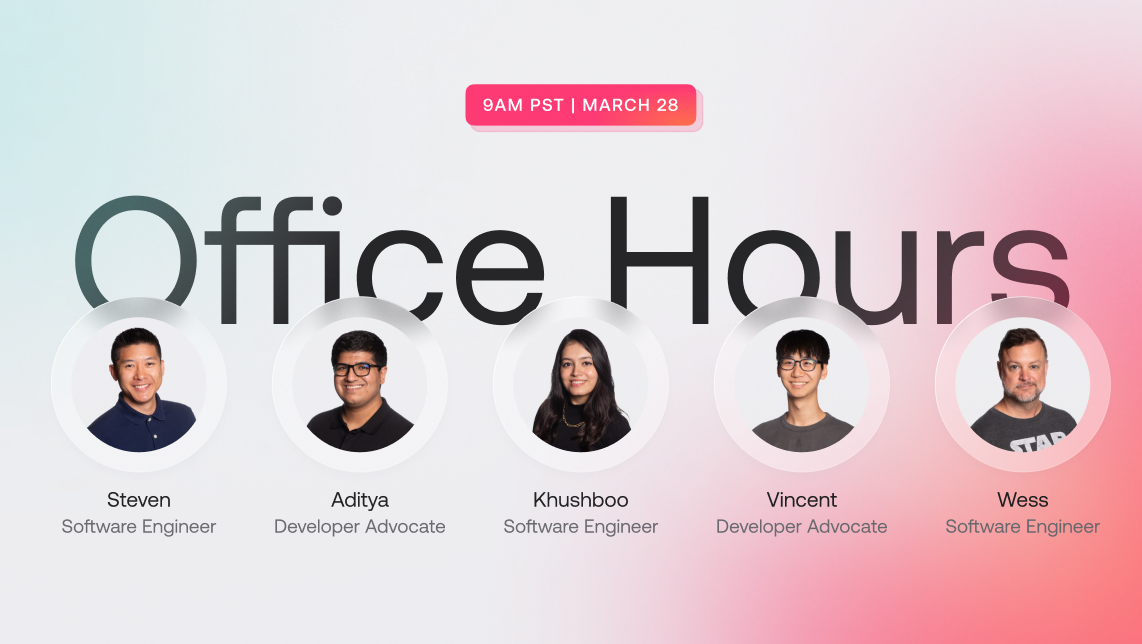 9AM PST | MARCH 28
Office Hours
STAR
Steven
Aditya
Khushboo
Vincent
Wess
Software Engineer
Developer Advocate
Software Engineer
Developer Advocate
Software Engineer